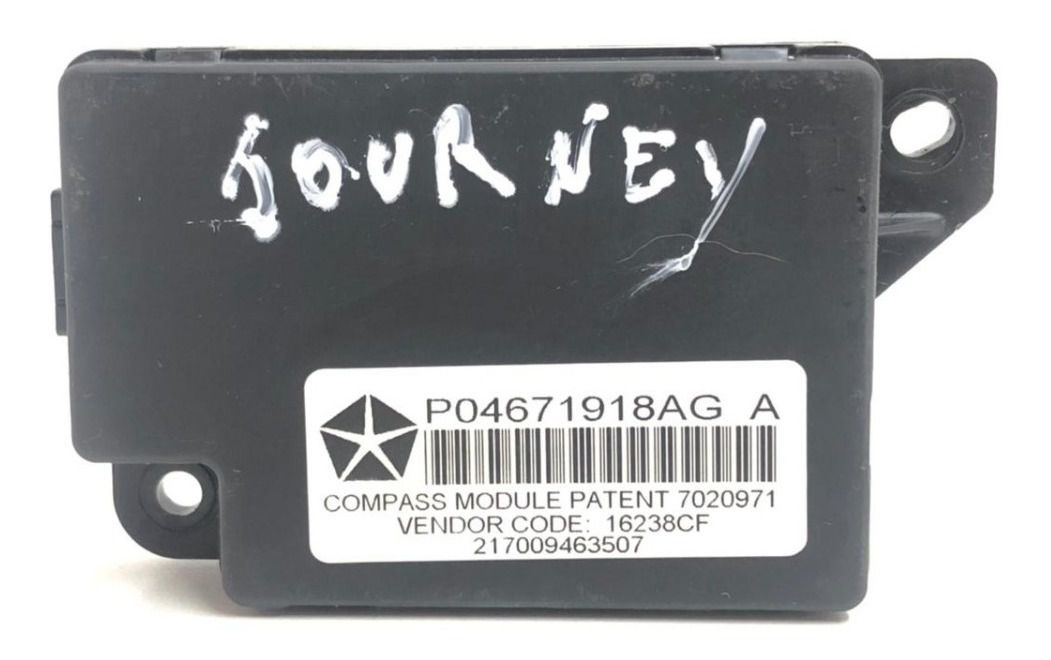 JOURNEY
P04671918AG A
COMPASS MODULE PATENT 7020971
VENDOR CODE: 16238CF
217009463507